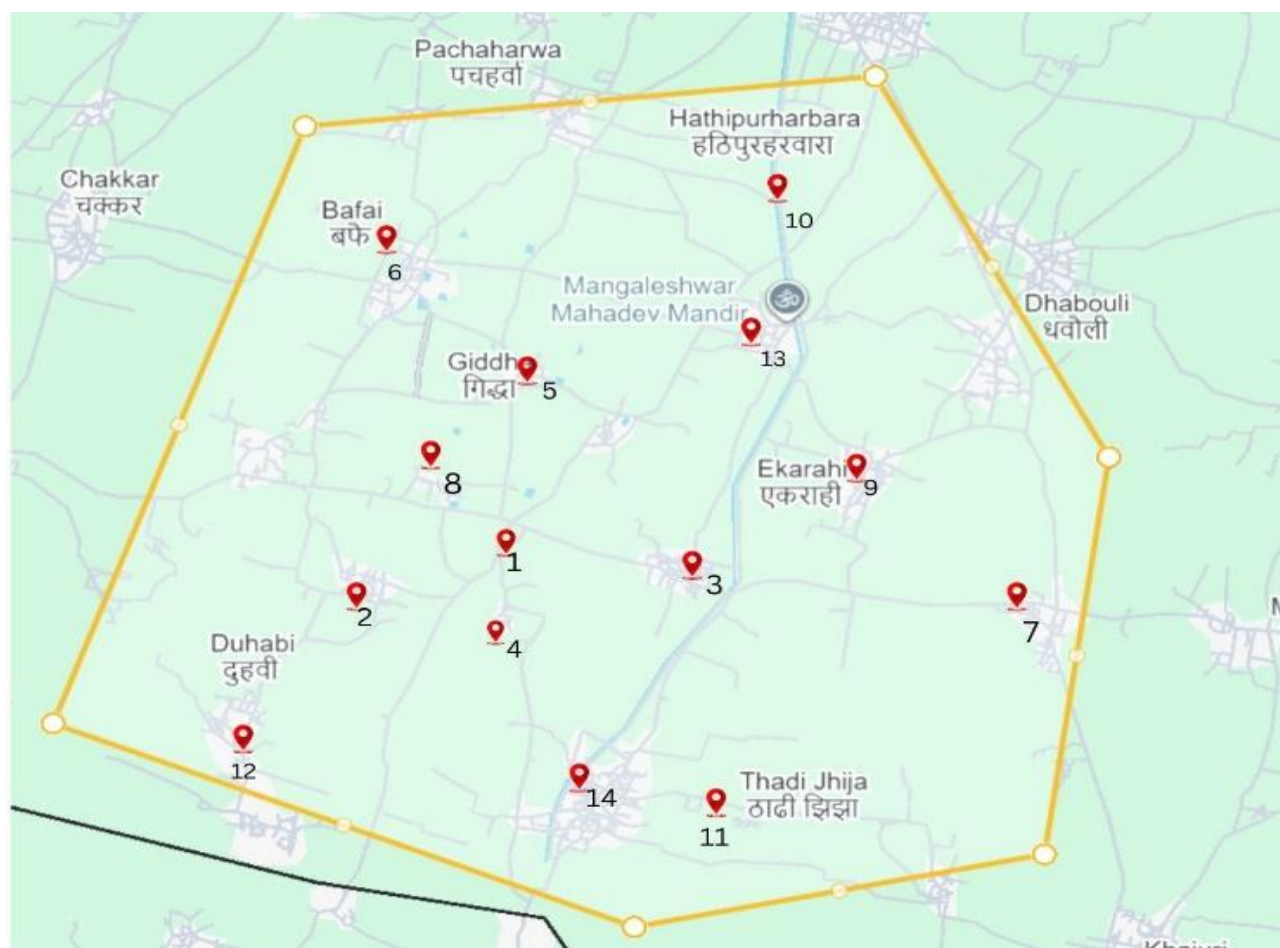 Pachaharwa
पचहर्वा
Hathipurharbara
हठिपुरहरवारा
Chakkar
चक्कर
10
Bafai
बफे
6
Mangaleshwar
Mahadev Mandir
13
Dhabouli
धवोली
Giddh
गिद्धा
5
8
Ekarahi
एकराही
9
1
3
2
7
4
Duhabi
दुहवी
12
14
Thadi Jhija
ठाढी झिझा
11
M